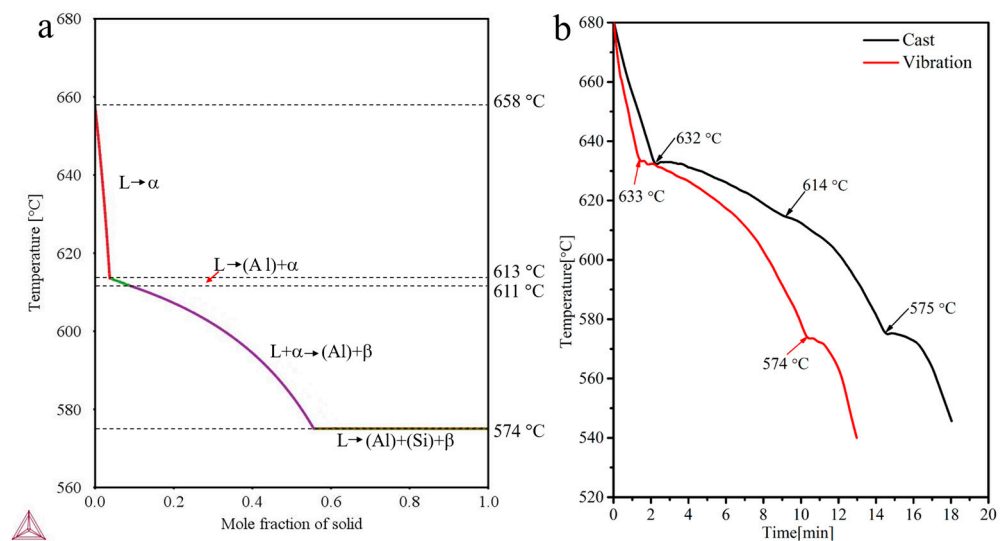 a
680
660
640
620
600
580
560
Temperature [°C]
0.0
0.2
0.4
0.6
0.8
1.0
Mole fraction of solid
658 °C
L→α
L→(Al)+α
613 °C
611 °C
L+α→(Al)+β
574 °C
L→(Al)+(Si)+β
b
680
580
680
660
640
620
600
580
560
540
520
Temperature[°C]
0
2
4
6
8
10
12
14
16
18
20
Time[min]
Cast
Vibration
632 °C
633 °C
614 °C
575 °C
574 °C